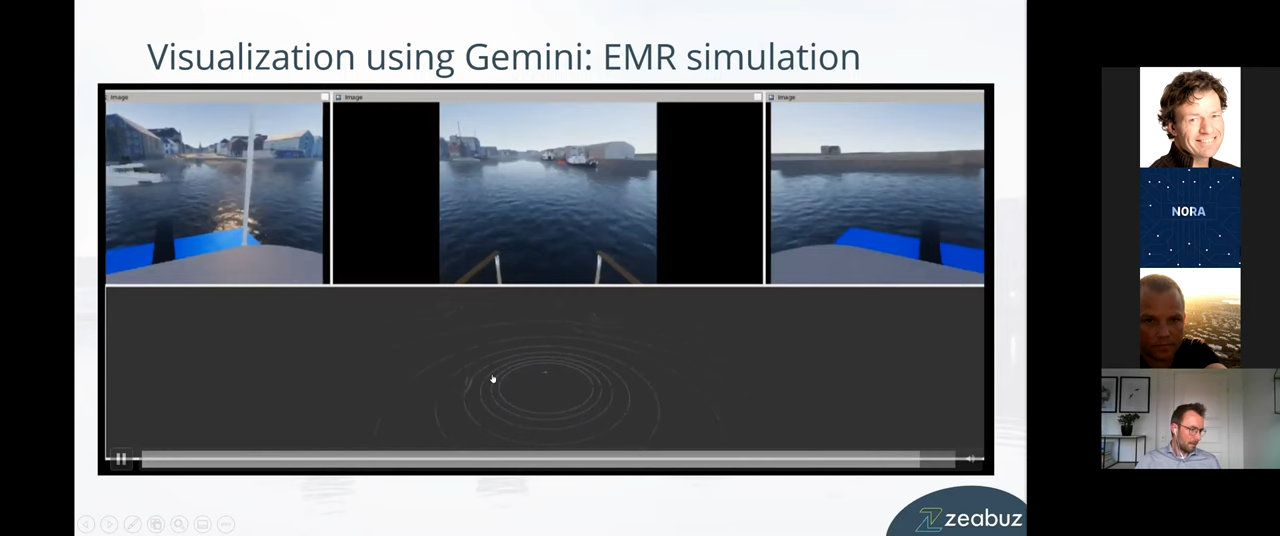 Visualization using Gemini: EMR simulation
Image
Image
Image
NORA
zeabuz